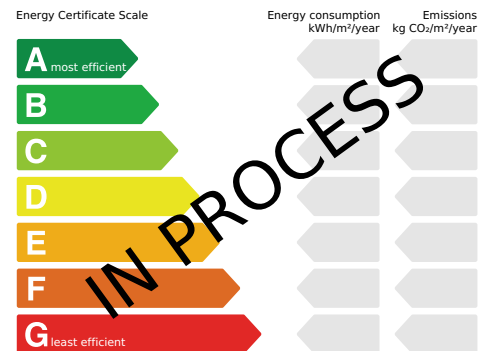 Energy Certificate Scale
Energy consumption
kWh/m²/year
Emissions
kg CO₂/m²/year
A most efficient
B
C
D
E
F
G least efficient
IN PROCESS